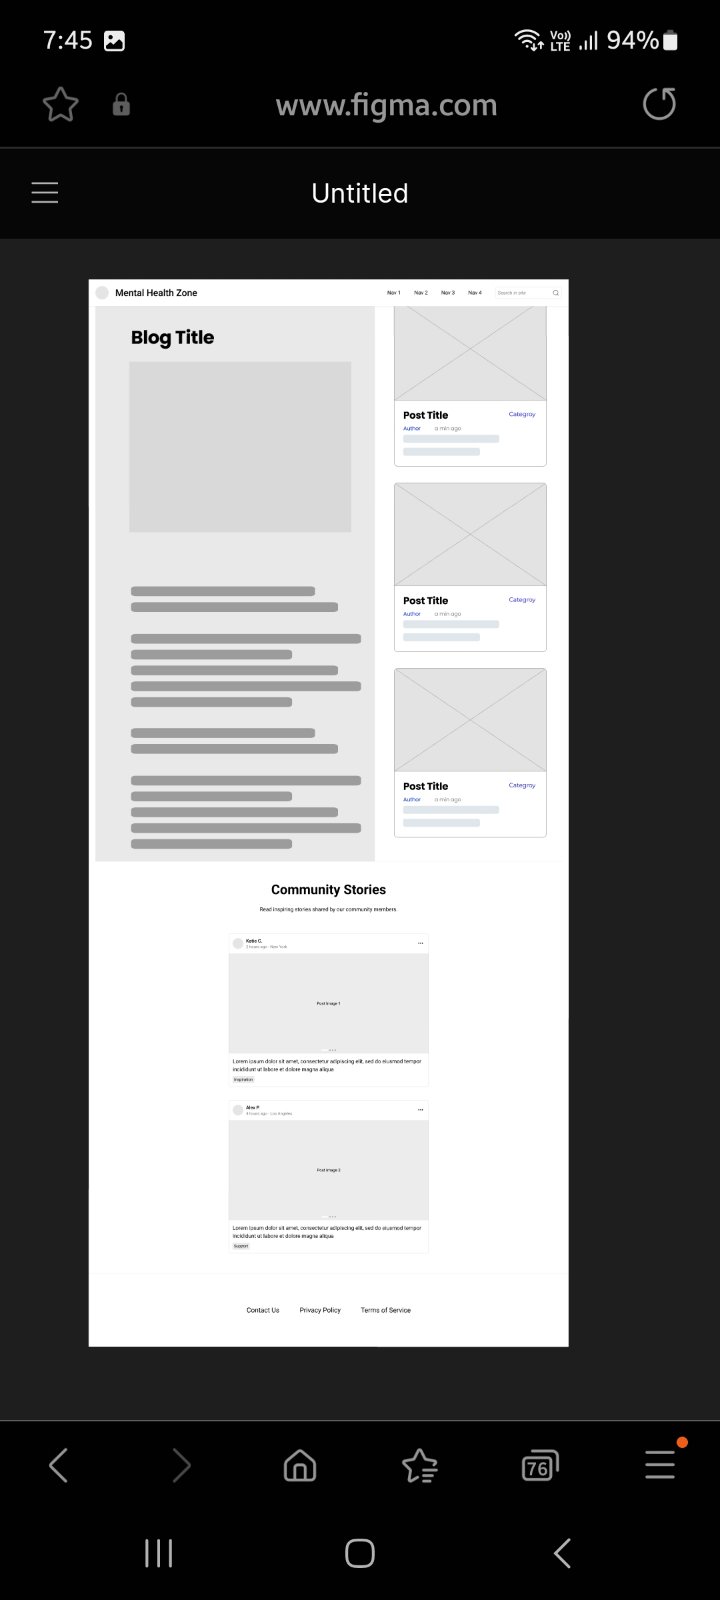 7:45
Vo)) LTE 94%
www.figma.com
Untitled
Mental Health Zone
Nav 1 Nav 2 Nav 3 Nav 4 Search in site
Blog Title
Post Title Categroy
Author a min ago
Post Title Categroy
Author a min ago
Post Title Categroy
Author a min ago
Community Stories
Read inspiring stories shared by our community members.
Katie C.
2 hours ago · New York
Post Image 1
Lorem ipsum dolor sit amet, consectetur adipiscing elit, sed do eiusmod tempor
incididunt ut labore et dolore magna aliqua
Inspiration
Alex P.
4 hours ago · Los Angeles
Post Image 2
Lorem ipsum dolor sit amet, consectetur adipiscing elit, sed do eiusmod tempor
incididunt ut labore et dolore magna aliqua
Support
Contact Us Privacy Policy Terms of Service
76